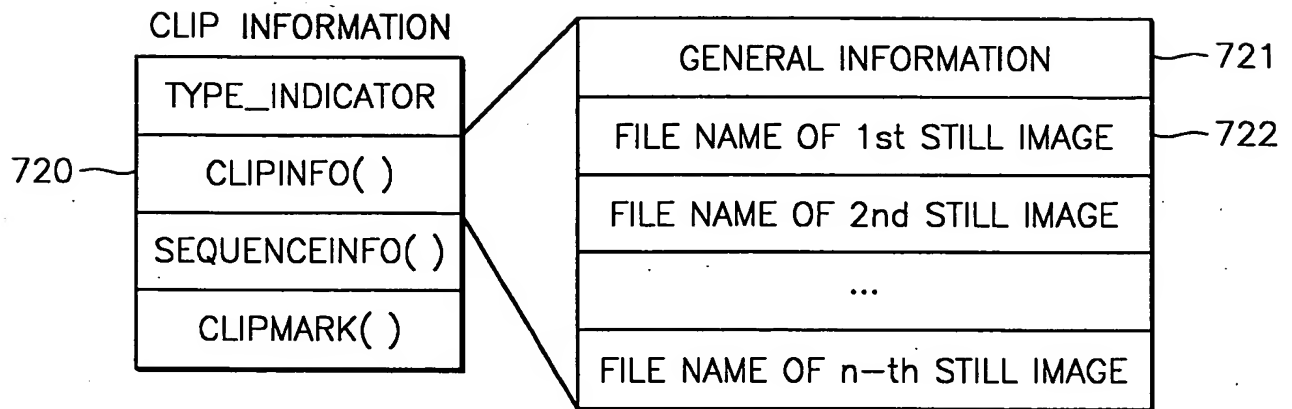 CLIP INFORMATION
TYPE_INDICATOR
720
CLIPINFO( )
SEQUENCEINFO( )
CLIPMARK( )
GENERAL INFORMATION
721
FILE NAME OF 1st STILL IMAGE
722
FILE NAME OF 2nd STILL IMAGE
...
FILE NAME OF n-th STILL IMAGE